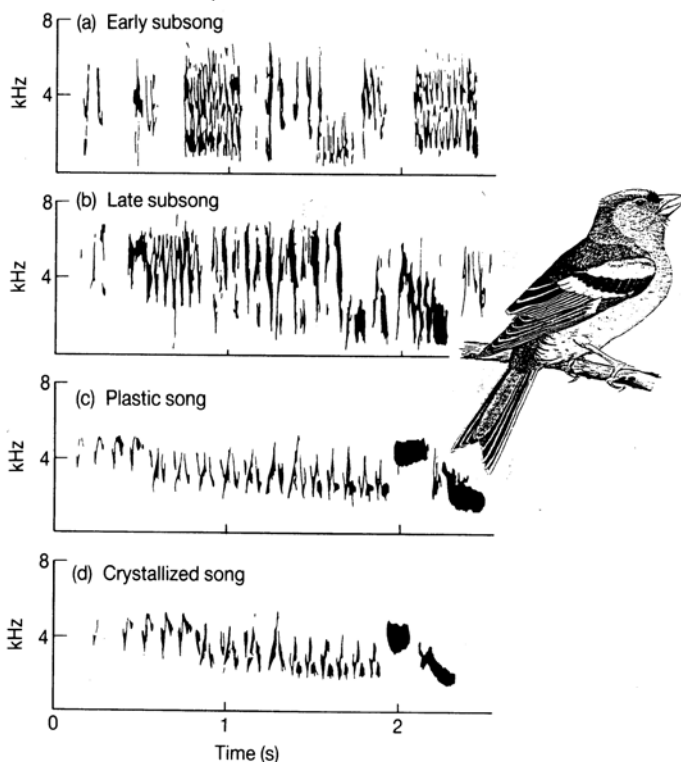 8
(a) Early subsong
kHz
4
8
(b) Late subsong
kHz
4
8
(c) Plastic song
kHz
4
8
(d) Crystallized song
kHz
4
0
1
2
Time (s)